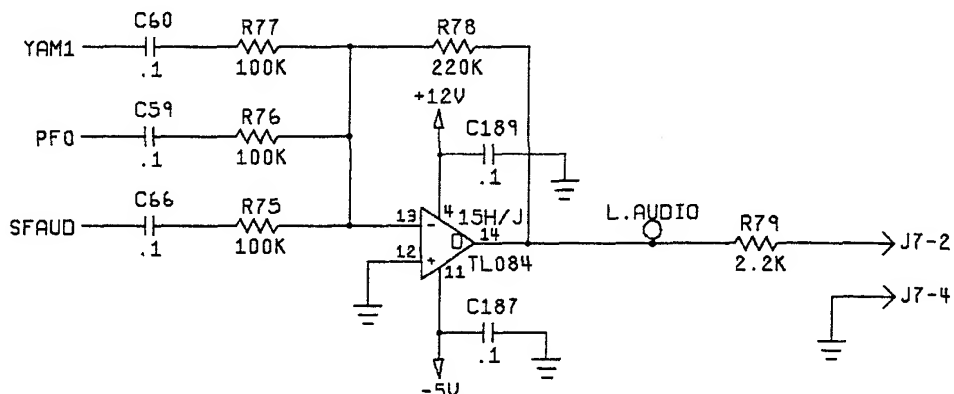 C60
R77
R78
YAM1
.1
100K
220K
+12V
C59
R76
C189
PF0
.1
100K
.1
C66
R75
4
15H/J
L.AUDIO
R79
SFAUD
13
-
14
J7-2
.1
100K
D
12
+
11
TL084
2.2K
C187
J7-4
.1
-5V